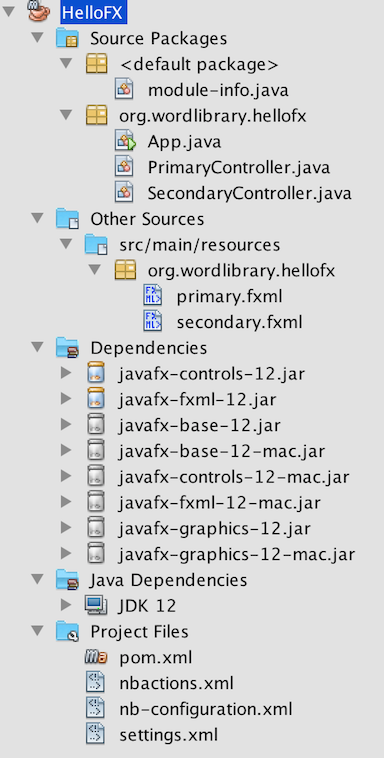 HelloFX
Source Packages
<default package>
module-info.java
org.wordlibrary.hellofx
App.java
PrimaryController.java
SecondaryController.java
Other Sources
src/main/resources
org.wordlibrary.hellofx
primary.fxml
secondary.fxml
Dependencies
javafx-controls-12.jar
javafx-fxml-12.jar
javafx-base-12.jar
javafx-base-12-mac.jar
javafx-controls-12-mac.jar
javafx-fxml-12-mac.jar
javafx-graphics-12.jar
javafx-graphics-12-mac.jar
Java Dependencies
JDK 12
Project Files
pom.xml
nbactions.xml
nb-configuration.xml
settings.xml